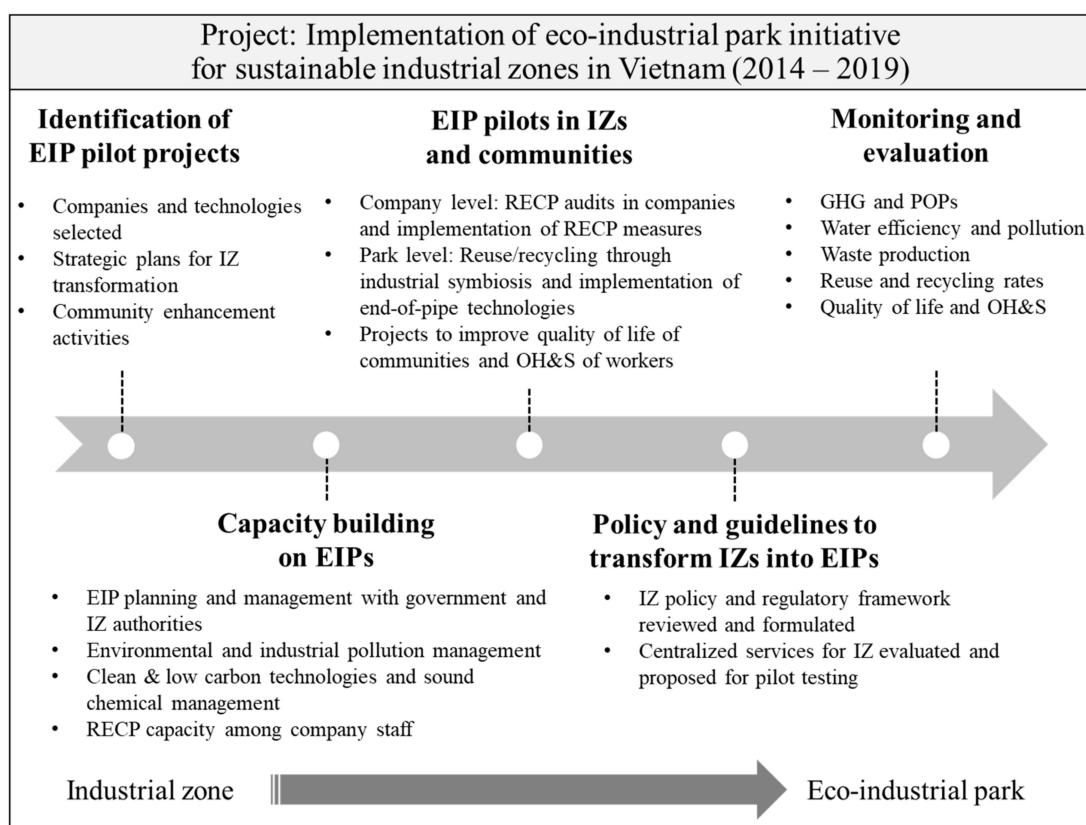 Project: Implementation of eco-industrial park initiative
for sustainable industrial zones in Vietnam (2014 – 2019)
Identification of
EIP pilot projects
• Companies and technologies
selected
• Strategic plans for IZ
transformation
• Community enhancement
activities
EIP pilots in IZs
and communities
• Company level: RECP audits in companies
and implementation of RECP measures
• Park level: Reuse/recycling through
industrial symbiosis and implementation of
end-of-pipe technologies
• Projects to improve quality of life of
communities and OH&S of workers
Monitoring and
evaluation
• GHG and POPs
• Water efficiency and pollution
• Waste production
• Reuse and recycling rates
• Quality of life and OH&S
Capacity building
on EIPs
• EIP planning and management with government and
IZ authorities
• Environmental and industrial pollution management
• Clean & low carbon technologies and sound
chemical management
• RECP capacity among company staff
Policy and guidelines to
transform IZs into EIPs
• IZ policy and regulatory framework
reviewed and formulated
• Centralized services for IZ evaluated and
proposed for pilot testing
Industrial zone
Eco-industrial park